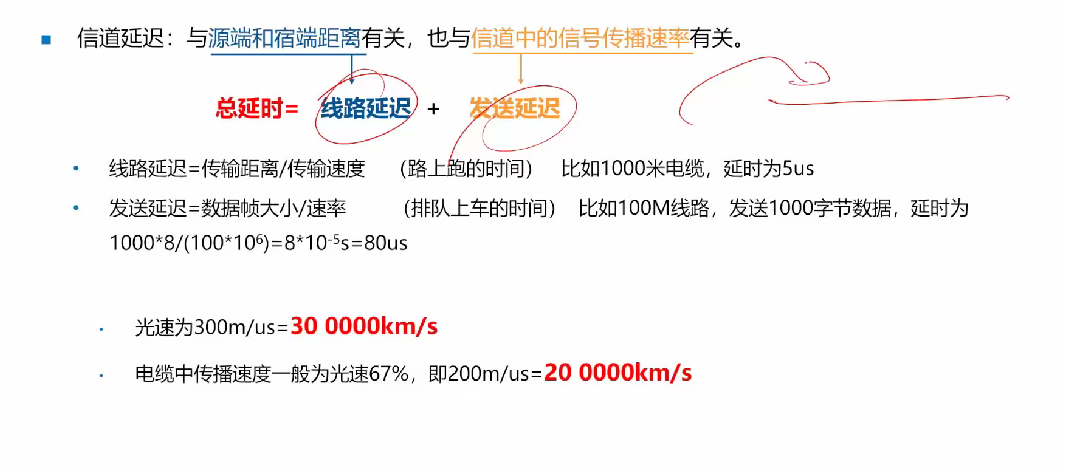 信道延迟：与源端和宿端距离有关，也与信道中的信号传播速率有关。
总延时= 线路延迟 + 发送延迟
线路延迟=传输距离/传输速度 （路上跑的时间） 比如1000米电缆，延时为5us
发送延迟=数据帧大小/速率 （排队上车的时间） 比如100M线路，发送1000字节数据，延时为
1000*8/(100*10⁶)=8*10⁻⁵s=80us
光速为300m/us=30 0000km/s
电缆中传播速度一般为光速67%，即200m/us=20 0000km/s